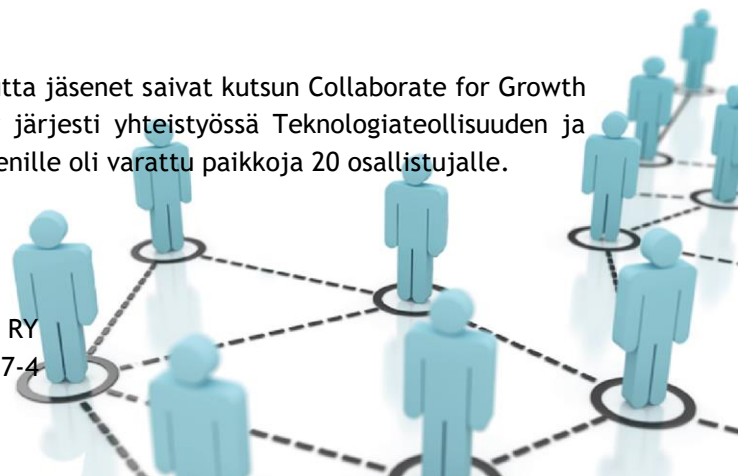 tta jäsenet saivat kutsun Collaborate for Growth
järjesti yhteistyössä Teknologiateollisuuden ja
enille oli varattu paikkoja 20 osallistujalle.
RY
7-4